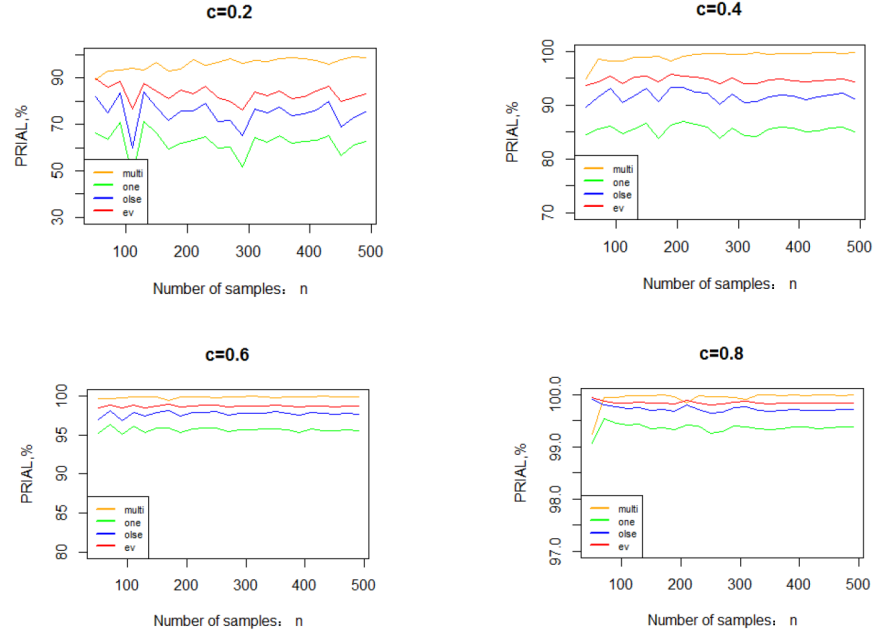 c=0.2
PRIAL,%
90
70
50
30
multi
one
olse
ev
100 200 300 400 500
Number of samples： n
c=0.4
PRIAL,%
100
90
80
70
multi
one
olse
ev
100 200 300 400 500
Number of samples： n
c=0.6
PRIAL,%
100
95
90
85
80
multi
one
olse
ev
100 200 300 400 500
Number of samples： n
c=0.8
PRIAL,%
100.0
99.0
98.0
97.0
multi
one
olse
ev
100 200 300 400 500
Number of samples： n